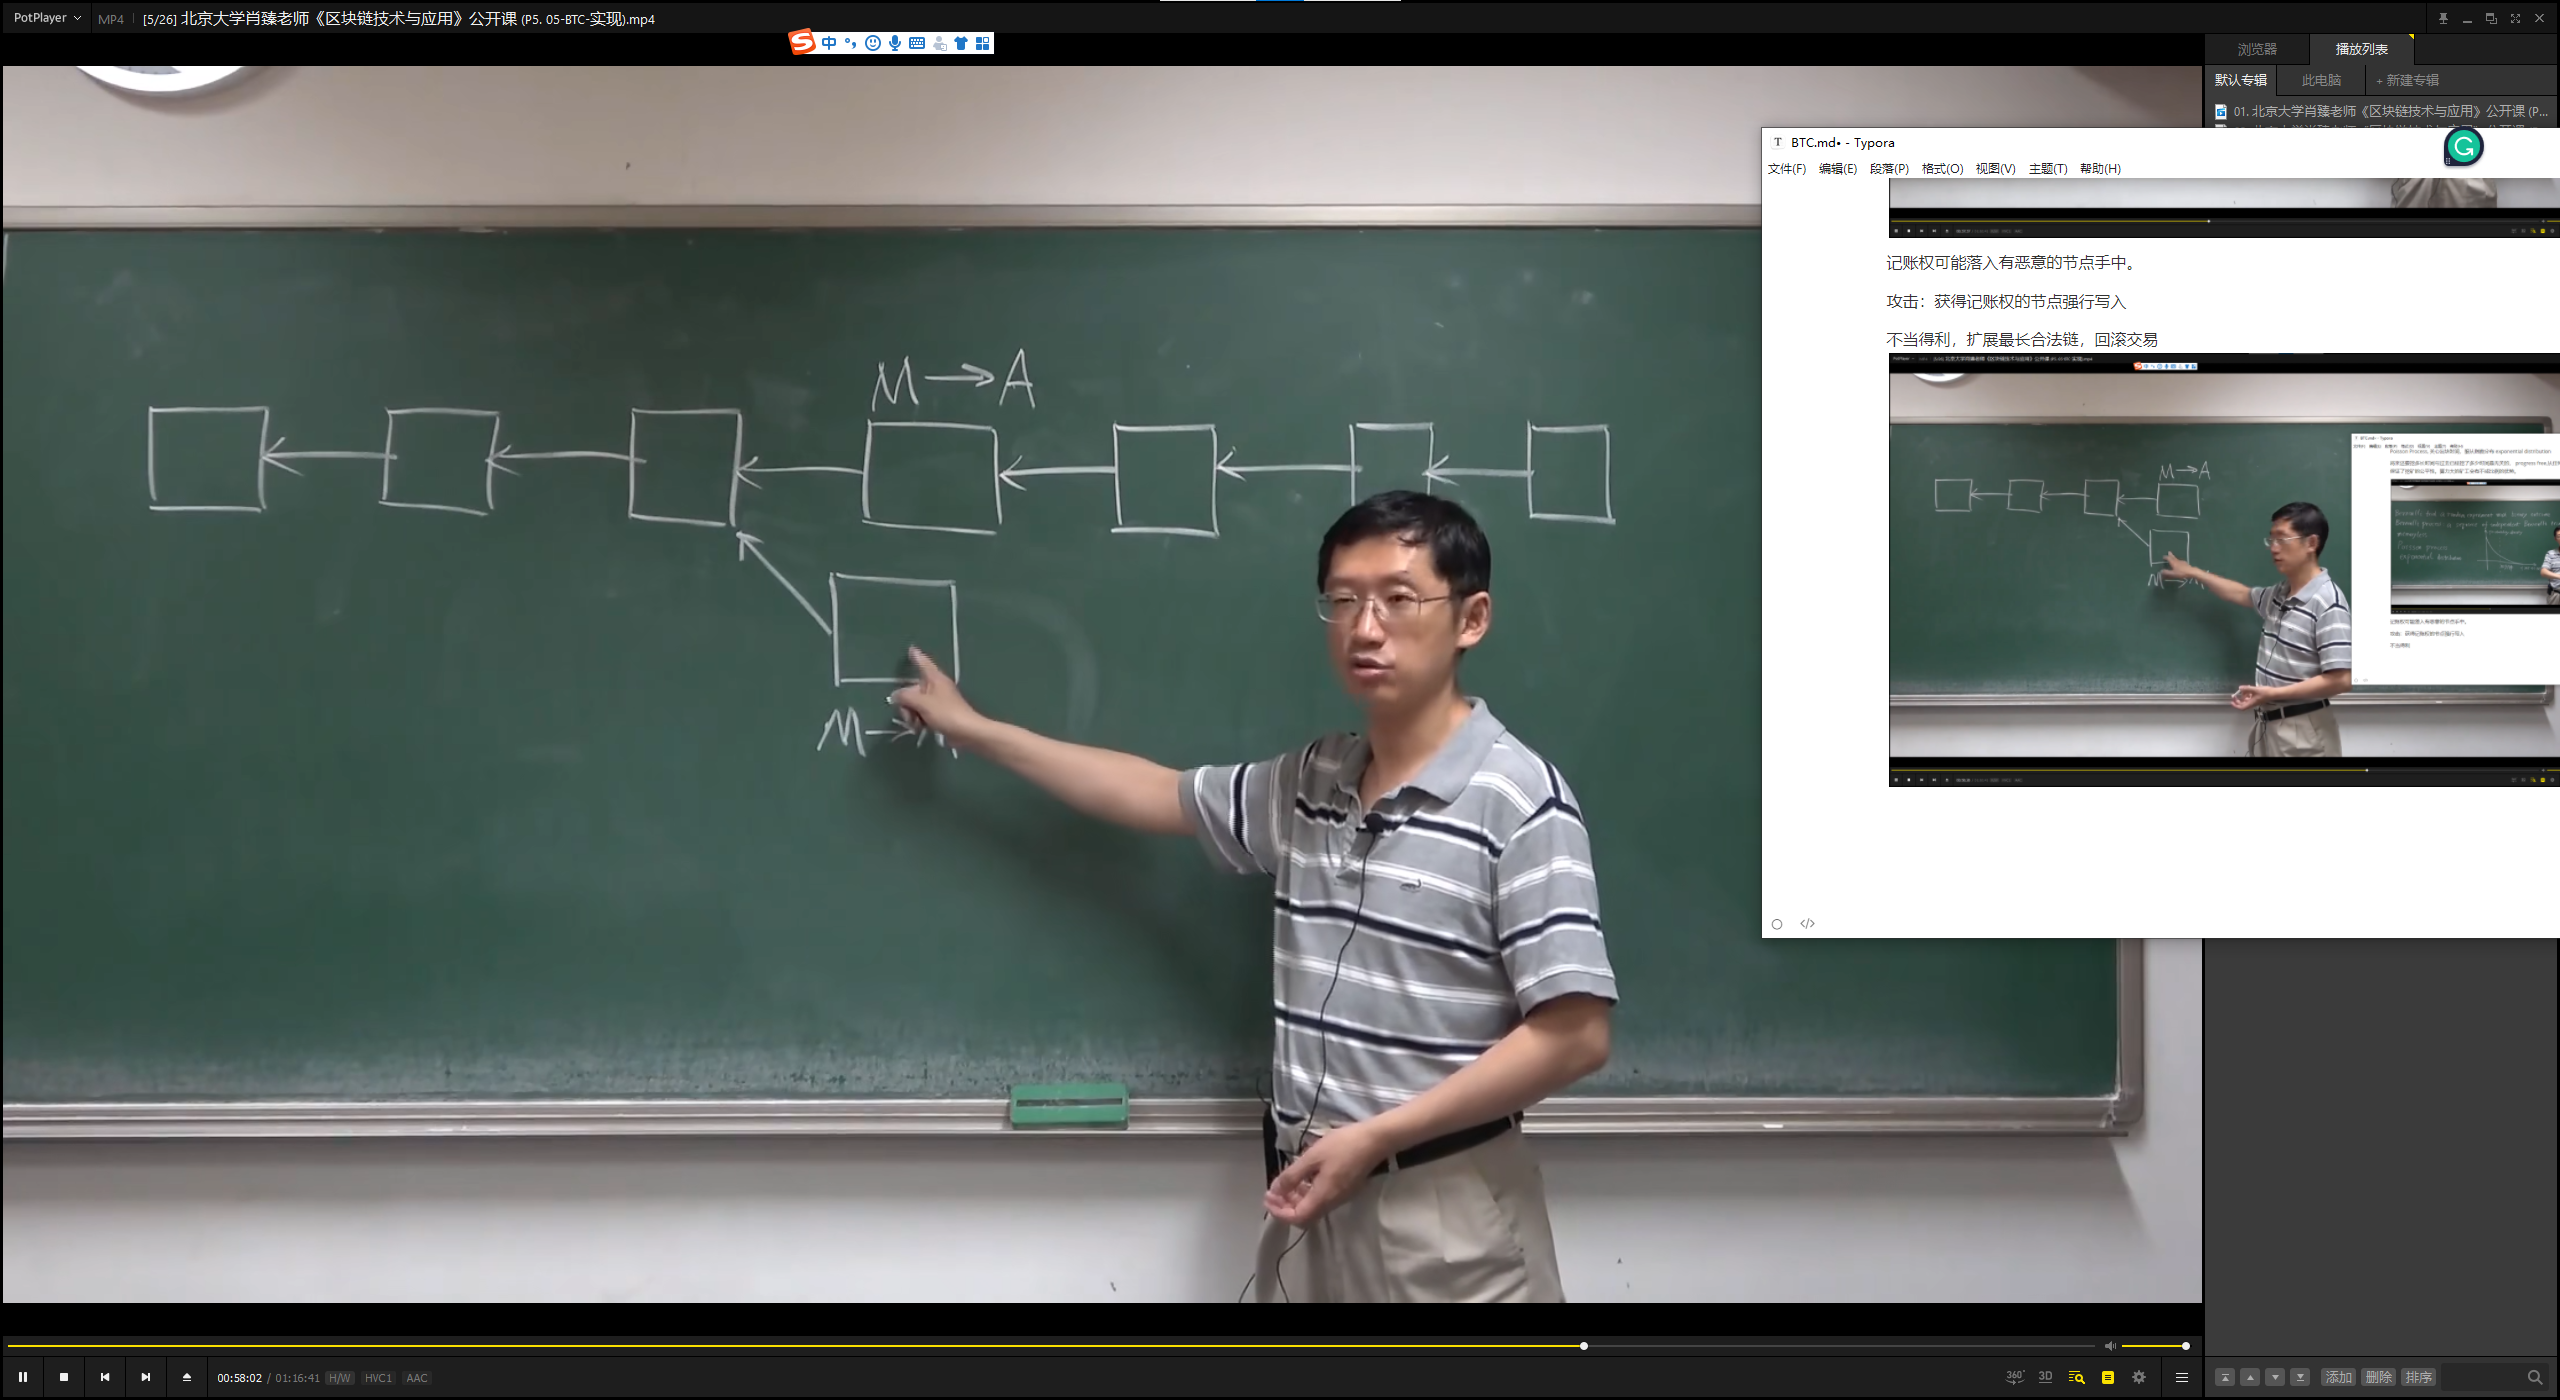 PotPlayer
MP4
[5/26] 北京大学肖臻老师《区块链技术与应用》公开课 (P5. 05-BTC-实现).mp4
中
浏览器
播放列表
默认专辑
此电脑
+ 新建专辑
01. 北京大学肖臻老师《区块链技术与应用》公开课 (P...
T BTC.md• - Typora
文件(F) 编辑(E) 段落(P) 格式(O) 视图(V) 主题(T) 帮助(H)
记账权可能落入有恶意的节点手中。
攻击：获得记账权的节点强行写入
不当得利，扩展最长合法链，回滚交易
M→A
M→A
M→
M→
</>
00:58:02 / 01:16:41 H/W HVC1 AAC
360° 3D
添加 删除 排序